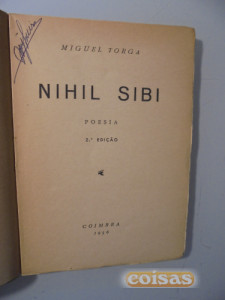 MIGUEL TORGA
NIHIL SIBI
POESIA
2.ª EDIÇÃO
COIMBRA
coisas